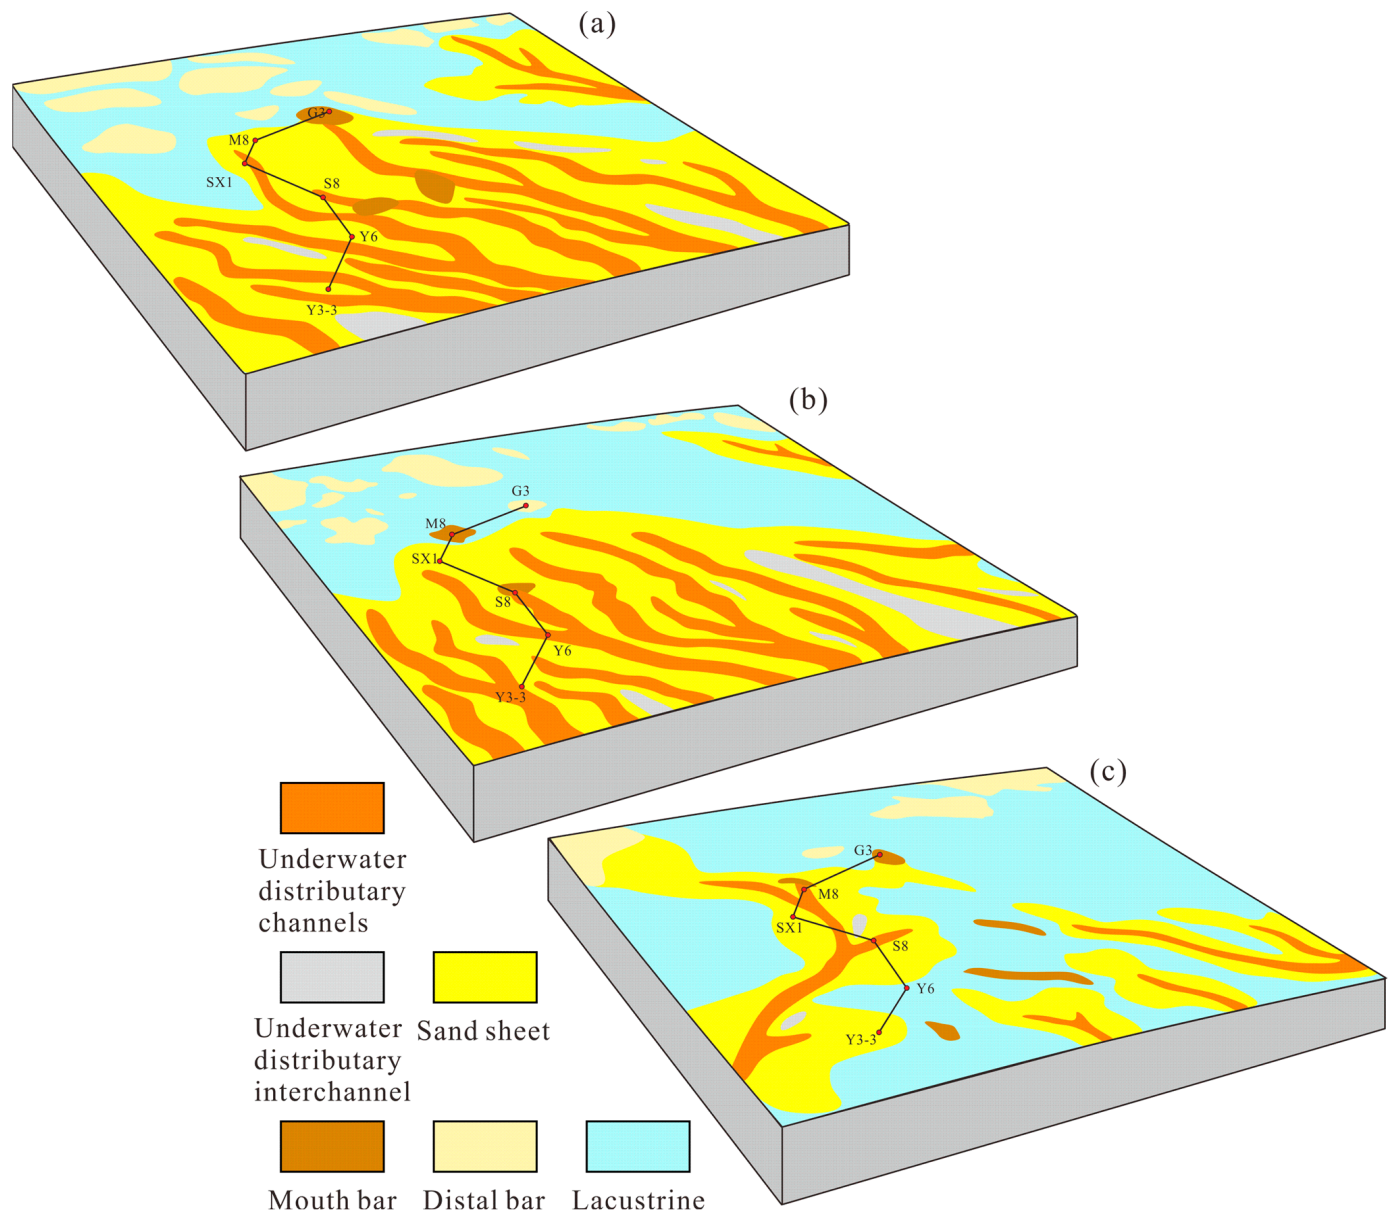 (a)
G3
M8
SX1
S8
Y6
Y3-3
(b)
G3
M8
SX1
S8
Y6
Y3-3
(c)
G3
M8
SX1
S8
Y6
Y3-3
Underwater
distributary
channels
Underwater
distributary
interchannel
Sand sheet
Mouth bar
Distal bar
Lacustrine